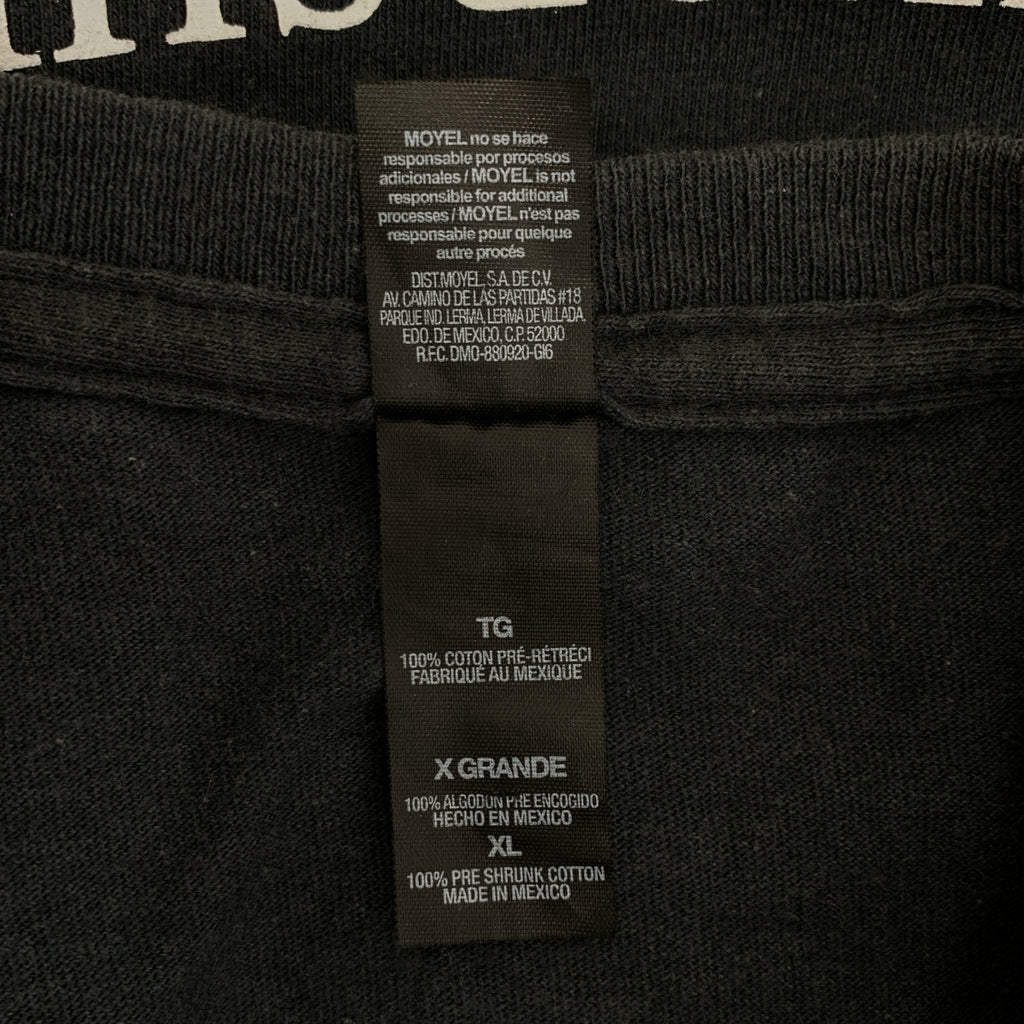 MOYEL no se hace
responsable por procesos
adicionales / MOYEL is not
responsible for additional
processes / MOYEL n'est pas
responsable pour quelque
autre procés
DIST.MOYEL S.A. DE C.V.
AV. CAMINO DE LAS PARTIDAS #18
PARQUE IND. LERMA, LERMA DE VILLADA,
EDO. DE MEXICO, C.P. 52000
R.F.C. DMO-880920-GI6
TG
100% COTON PRÉ-RÉTRÉCI
FABRIQUÉ AU MEXIQUE
X GRANDE
100% ALGODON PRE ENCOGIDO
HECHO EN MEXICO
XL
100% PRE SHRUNK COTTON
MADE IN MEXICO